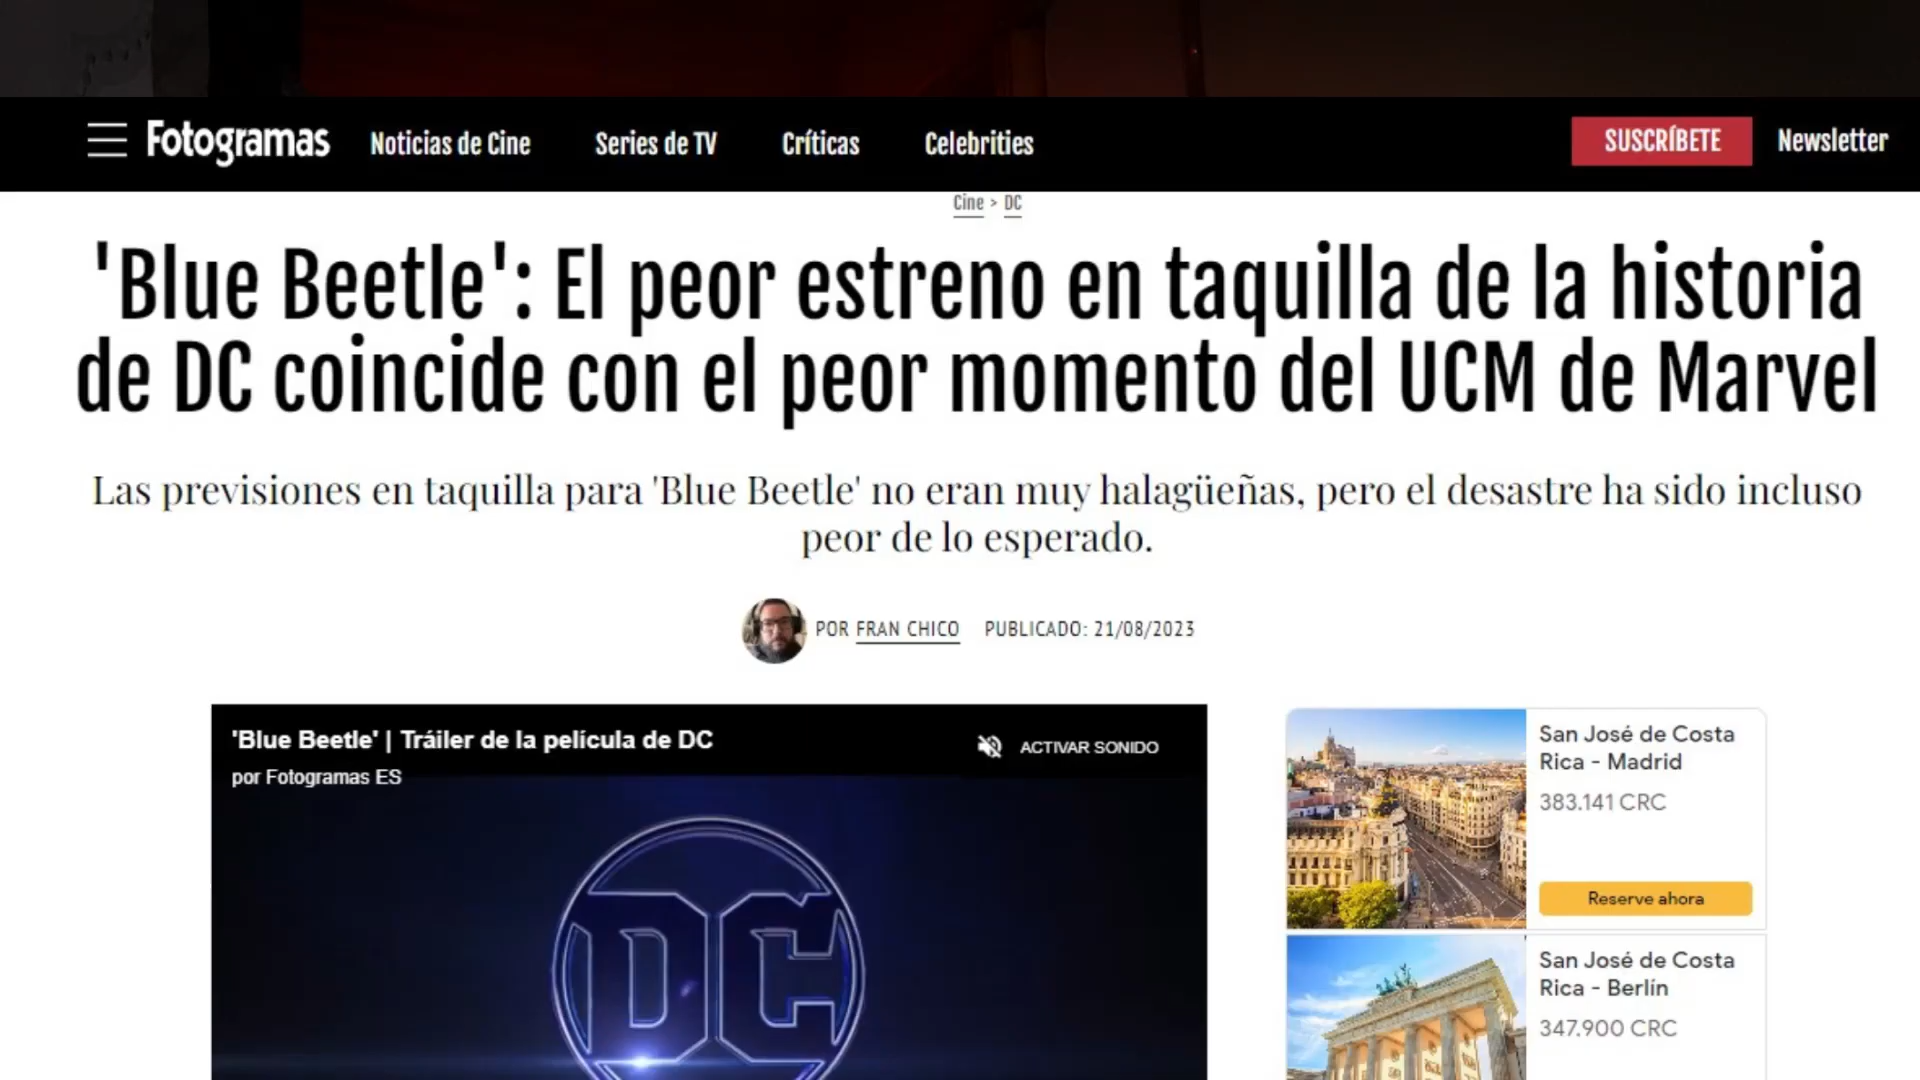 Fotogramas
Noticias de Cine
Series de TV
Críticas
Celebrities
SUSCRÍBETE
Newsletter
Cine > DC
'Blue Beetle': El peor estreno en taquilla de la historia
de DC coincide con el peor momento del UCM de Marvel
Las previsiones en taquilla para 'Blue Beetle' no eran muy halagüeñas, pero el desastre ha sido incluso
peor de lo esperado.
POR FRAN CHICO PUBLICADO: 21/08/2023
'Blue Beetle' | Tráiler de la película de DC
por Fotogramas ES
ACTIVAR SONIDO
DC
San José de Costa
Rica - Madrid
383.141 CRC
Reserve ahora
San José de Costa
Rica - Berlín
347.900 CRC